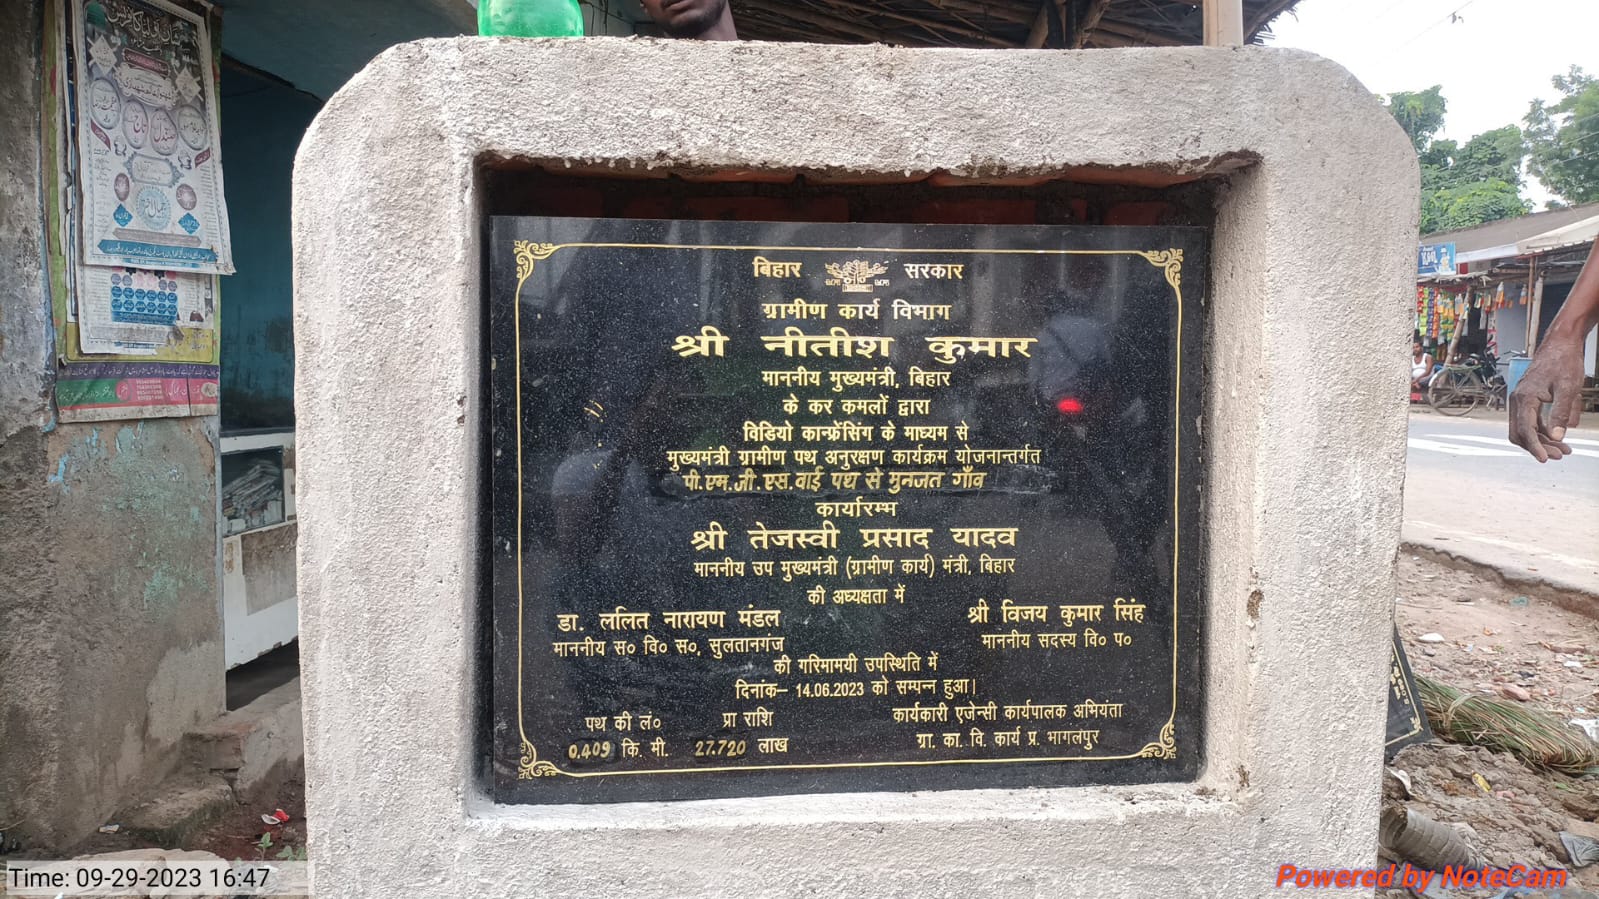 बिहार सरकार
ग्रामीण कार्य विभाग
श्री नीतीश कुमार
माननीय मुख्यमंत्री, बिहार
के कर कमलों द्वारा
विडियो कान्फ्रेंसिंग के माध्यम से
मुख्यमंत्री ग्रामीण पथ अनुरक्षण कार्यक्रम योजनान्तर्गत
पी.एम.जी.एस.वाई पथ से मुनजत गाँव
कार्यारम्भ
श्री तेजस्वी प्रसाद यादव
माननीय उप मुख्यमंत्री (ग्रामीण कार्य) मंत्री, बिहार
की अध्यक्षता में
डा. ललित नारायण मंडल श्री विजय कुमार सिंह
माननीय स० वि० स०, सुलतानगंज माननीय सदस्य वि० प०
की गरिमामयी उपस्थिति में
दिनांक– 14.06.2023 को सम्पन्न हुआ।
पथ की लं० प्रा राशि कार्यकारी एजेन्सी कार्यपालक अभियंता
0.409 कि. मी. 27.720 लाख ग्रा. का. वि. कार्य प्र. भागलपुर
Time: 09-29-2023 16:47
Powered by NoteCam